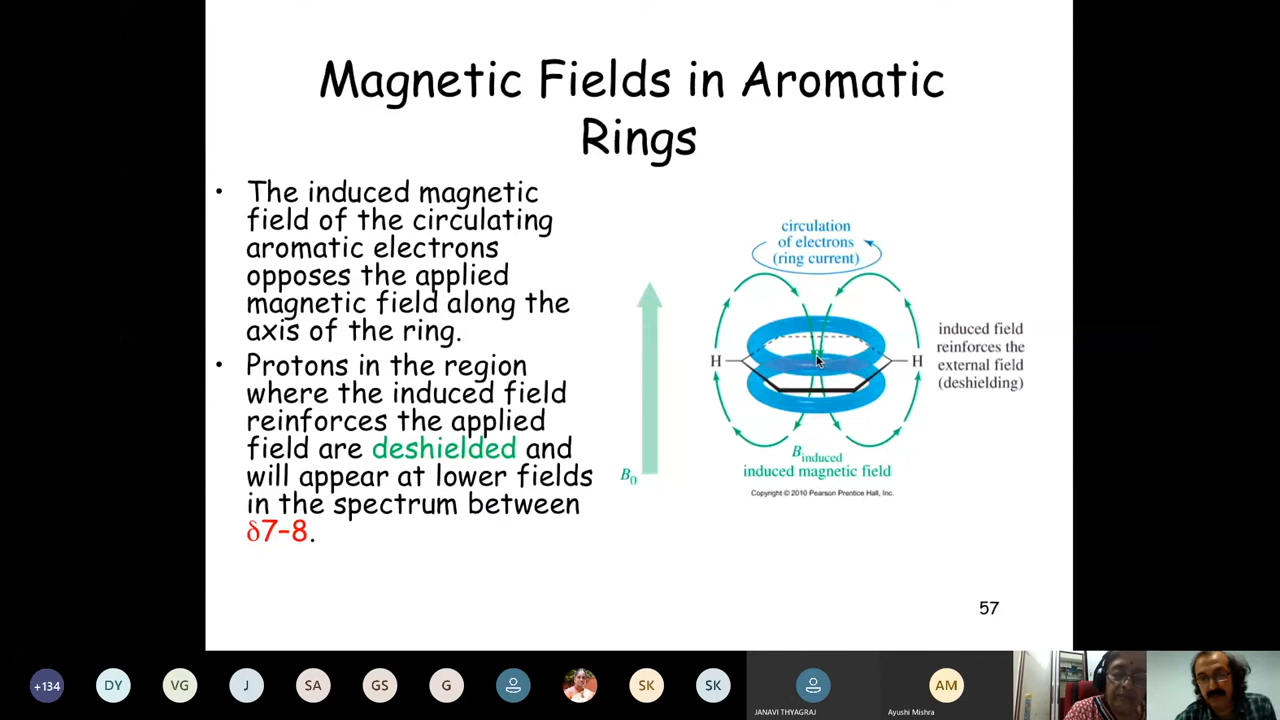 Magnetic Fields in Aromatic
Rings
• The induced magnetic
field of the circulating
aromatic electrons
opposes the applied
magnetic field along the
axis of the ring.
• Protons in the region
where the induced field
reinforces the applied
field are deshielded and
will appear at lower fields
in the spectrum between
δ7-8.
circulation
of electrons
(ring current)
H
H
induced field
reinforces the
external field
(deshielding)
B0
Binduced
induced magnetic field
Copyright © 2010 Pearson Prentice Hall, Inc.
57
+134
DY
VG
J
SA
GS
G
SK
SK
JANAVI THYAGRAJ
AM
Ayushi Mishra